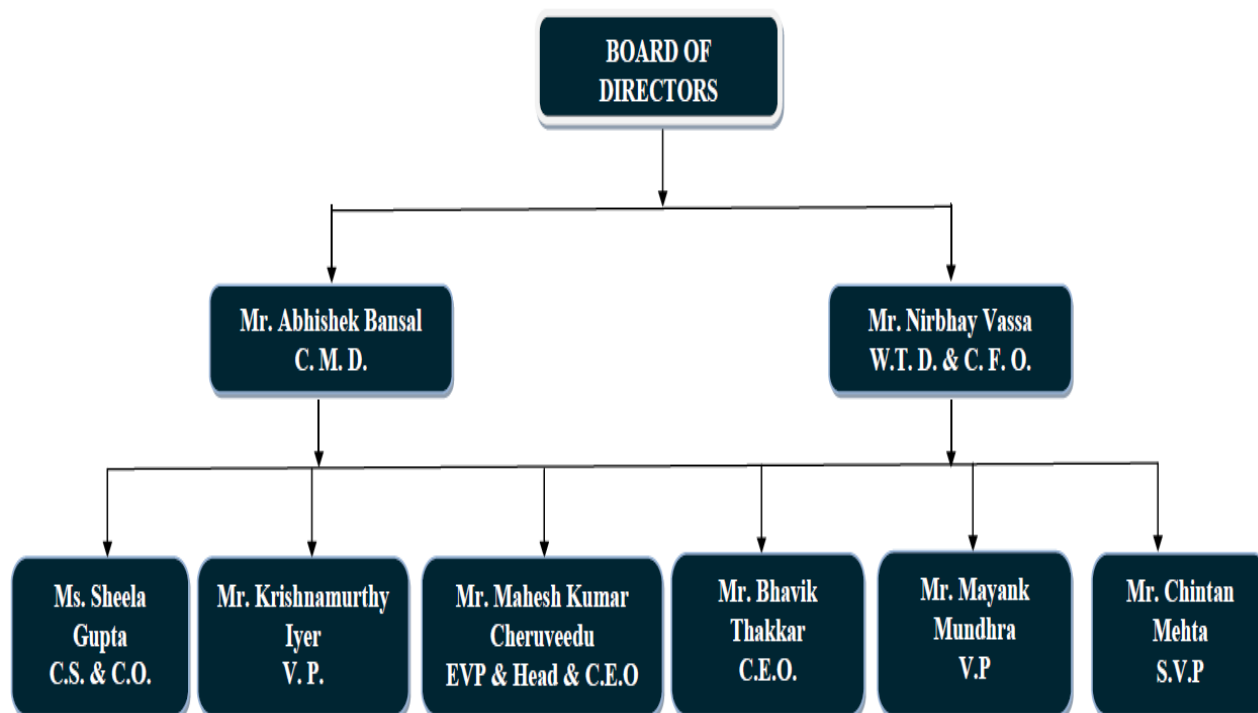 BOARD OF
DIRECTORS
Mr. Abhishek Bansal
C. M. D.
Mr. Nirbhay Vassa
W.T. D. & C. F. O.
Ms. Sheela
Gupta
C.S. & C.O.
Mr. Krishnamurthy
Iyer
V. P.
Mr. Mahesh Kumar
Cheruveedu
EVP & Head & C.E.O
Mr. Bhavik
Thakkar
C.E.O.
Mr. Mayank
Mundhra
V.P
Mr. Chintan
Mehta
S.V.P